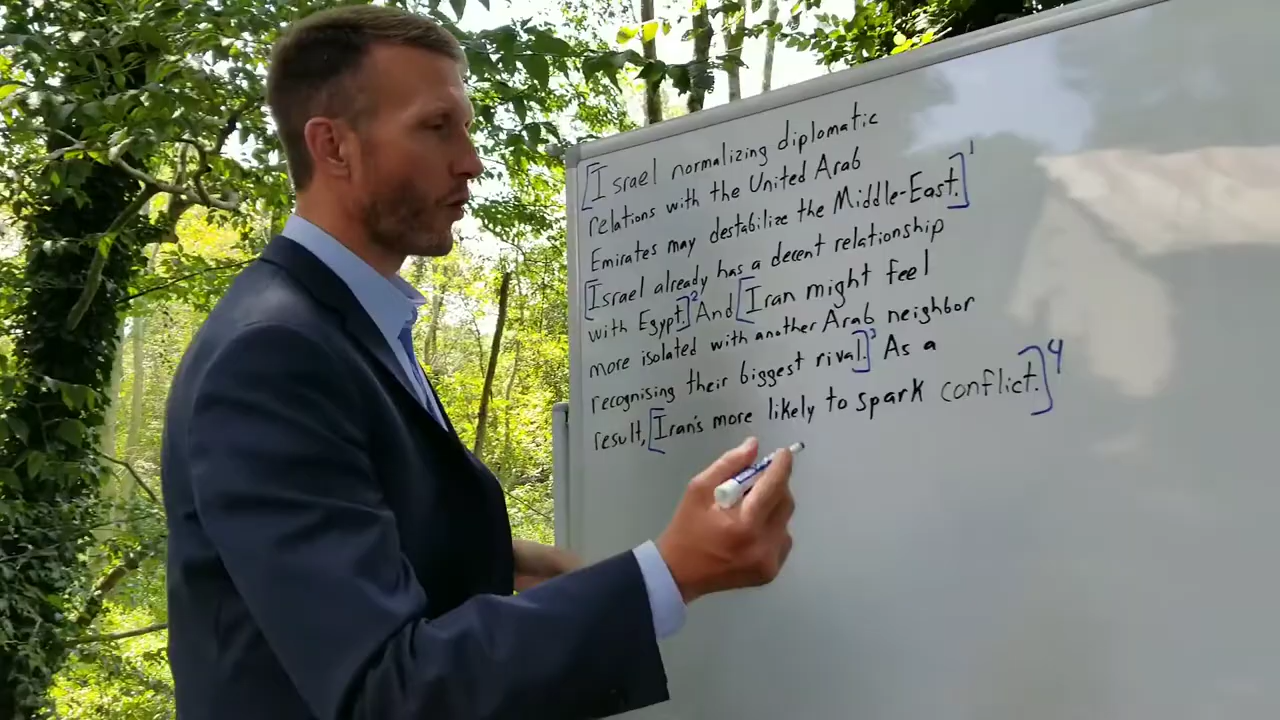 [Israel normalizing diplomatic
relations with the United Arab
Emirates may destabilize the Middle-East.]¹
[Israel already has a decent relationship
with Egypt.]² And [Iran might feel
more isolated with another Arab neighbor
recognising their biggest rival.]³ As a
result, [Iran's more likely to spark conflict.]⁴